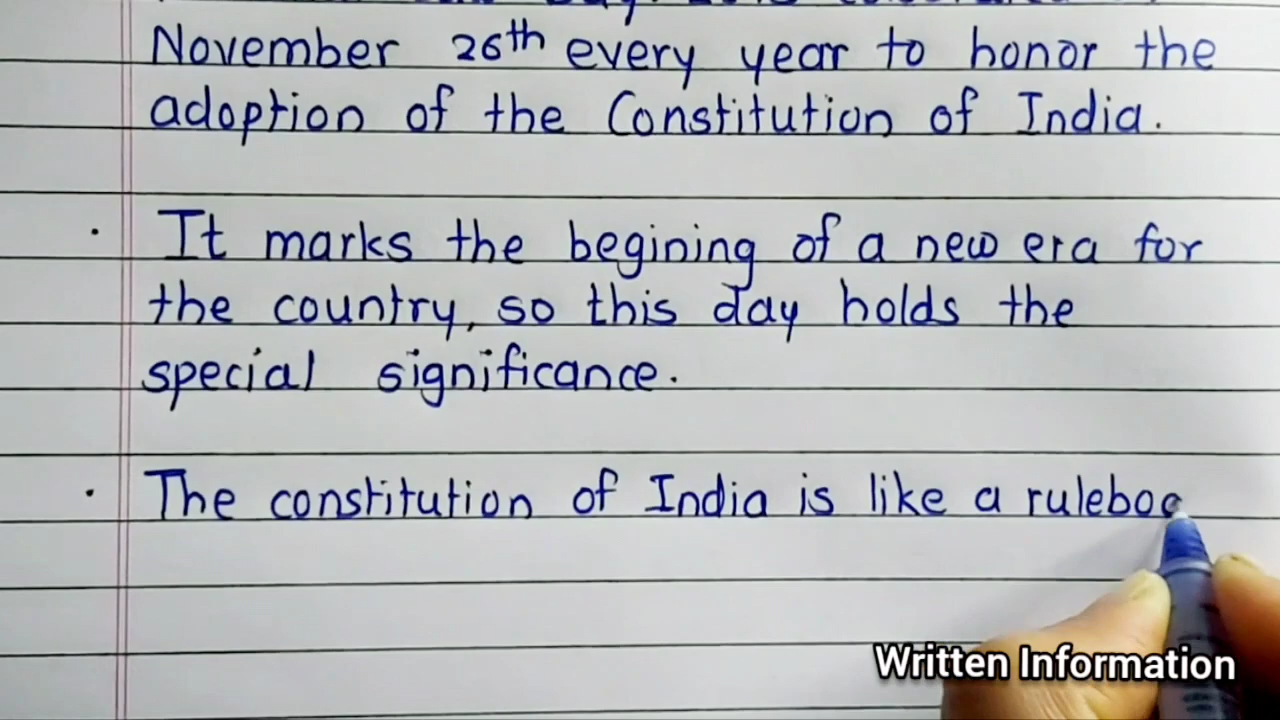 November 26th every year to honor the
adoption of the Constitution of India.
. It marks the begining of a new era for
the country, so this day holds the
special significance.
. The constitution of India is like a ruleboo
Written Information